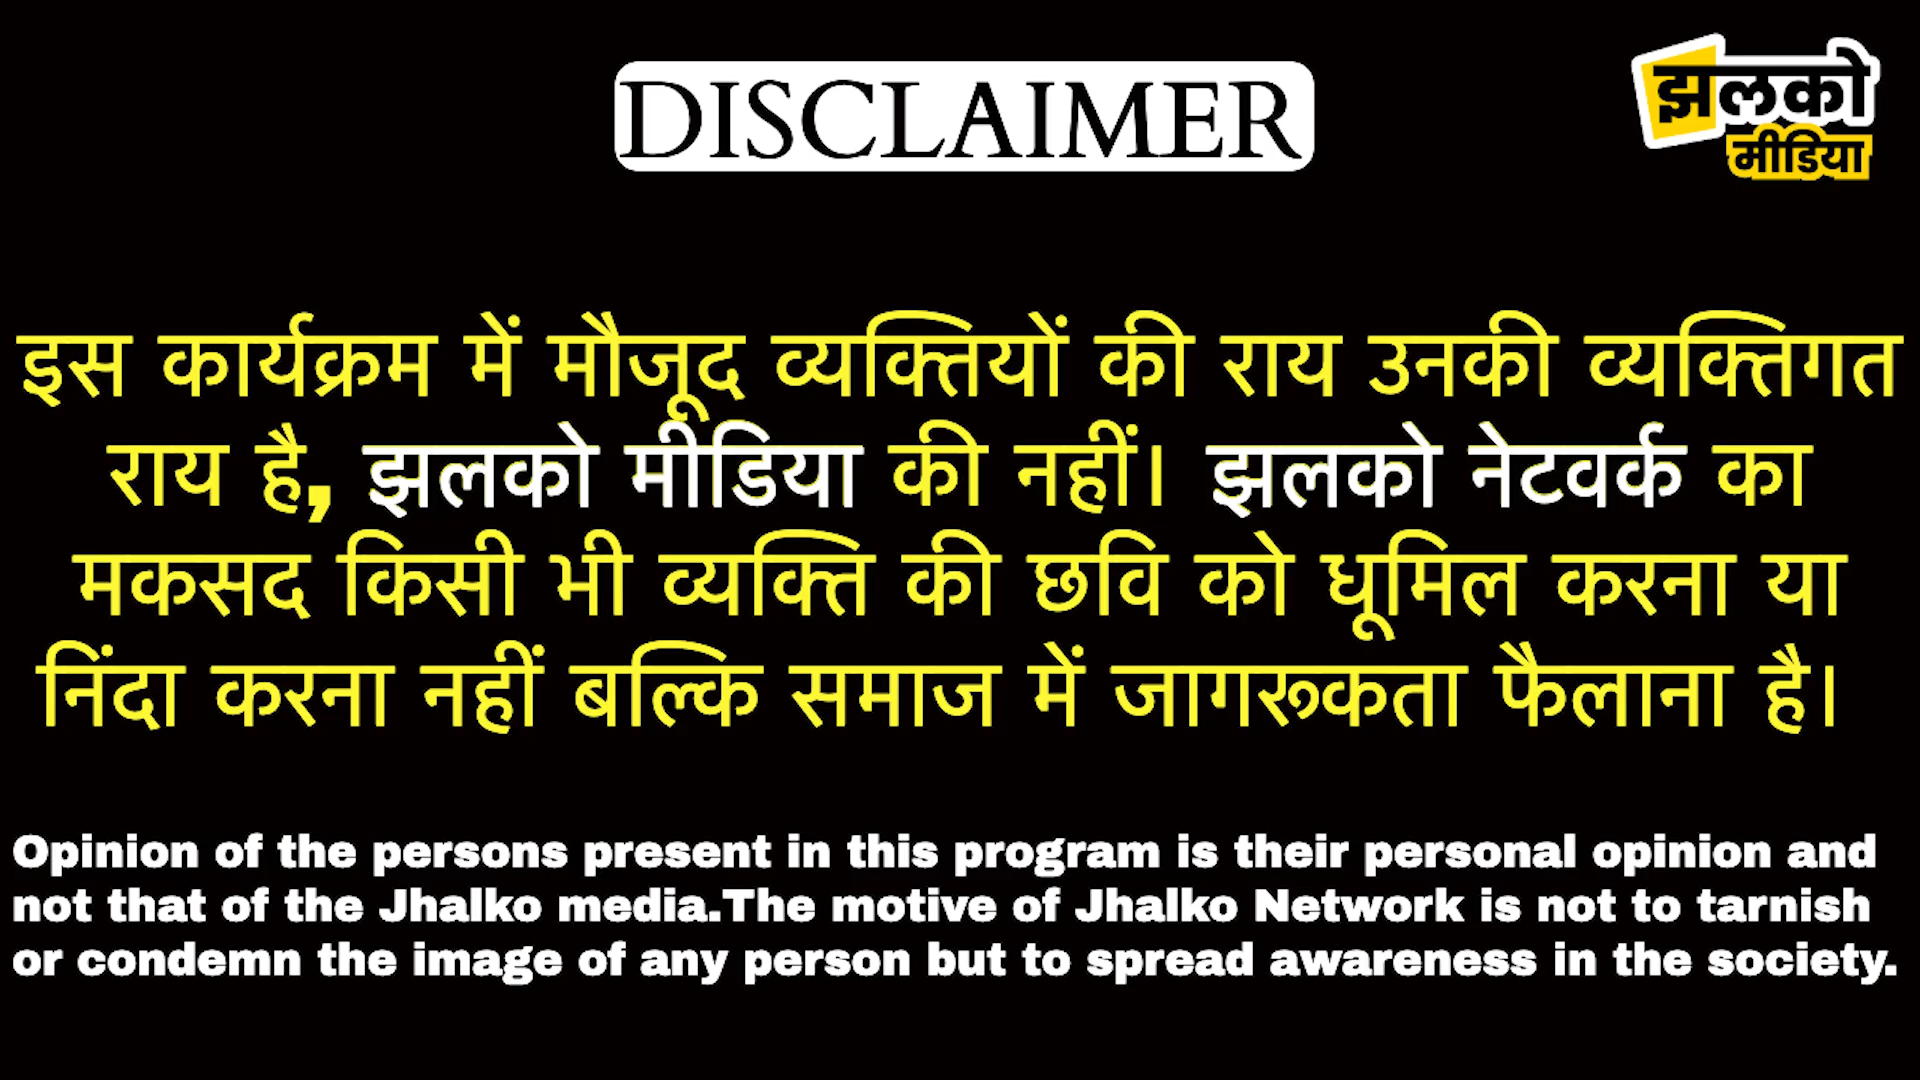 DISCLAIMER
झलको
मीडिया
इस कार्यक्रम में मौजूद व्यक्तियों की राय उनकी व्यक्तिगत
राय है, झलको मीडिया की नहीं। झलको नेटवर्क का
मकसद किसी भी व्यक्ति की छवि को धूमिल करना या
निंदा करना नहीं बल्कि समाज में जागरूकता फैलाना है।
Opinion of the persons present in this program is their personal opinion and
not that of the Jhalko media.The motive of Jhalko Network is not to tarnish
or condemn the image of any person but to spread awareness in the society.